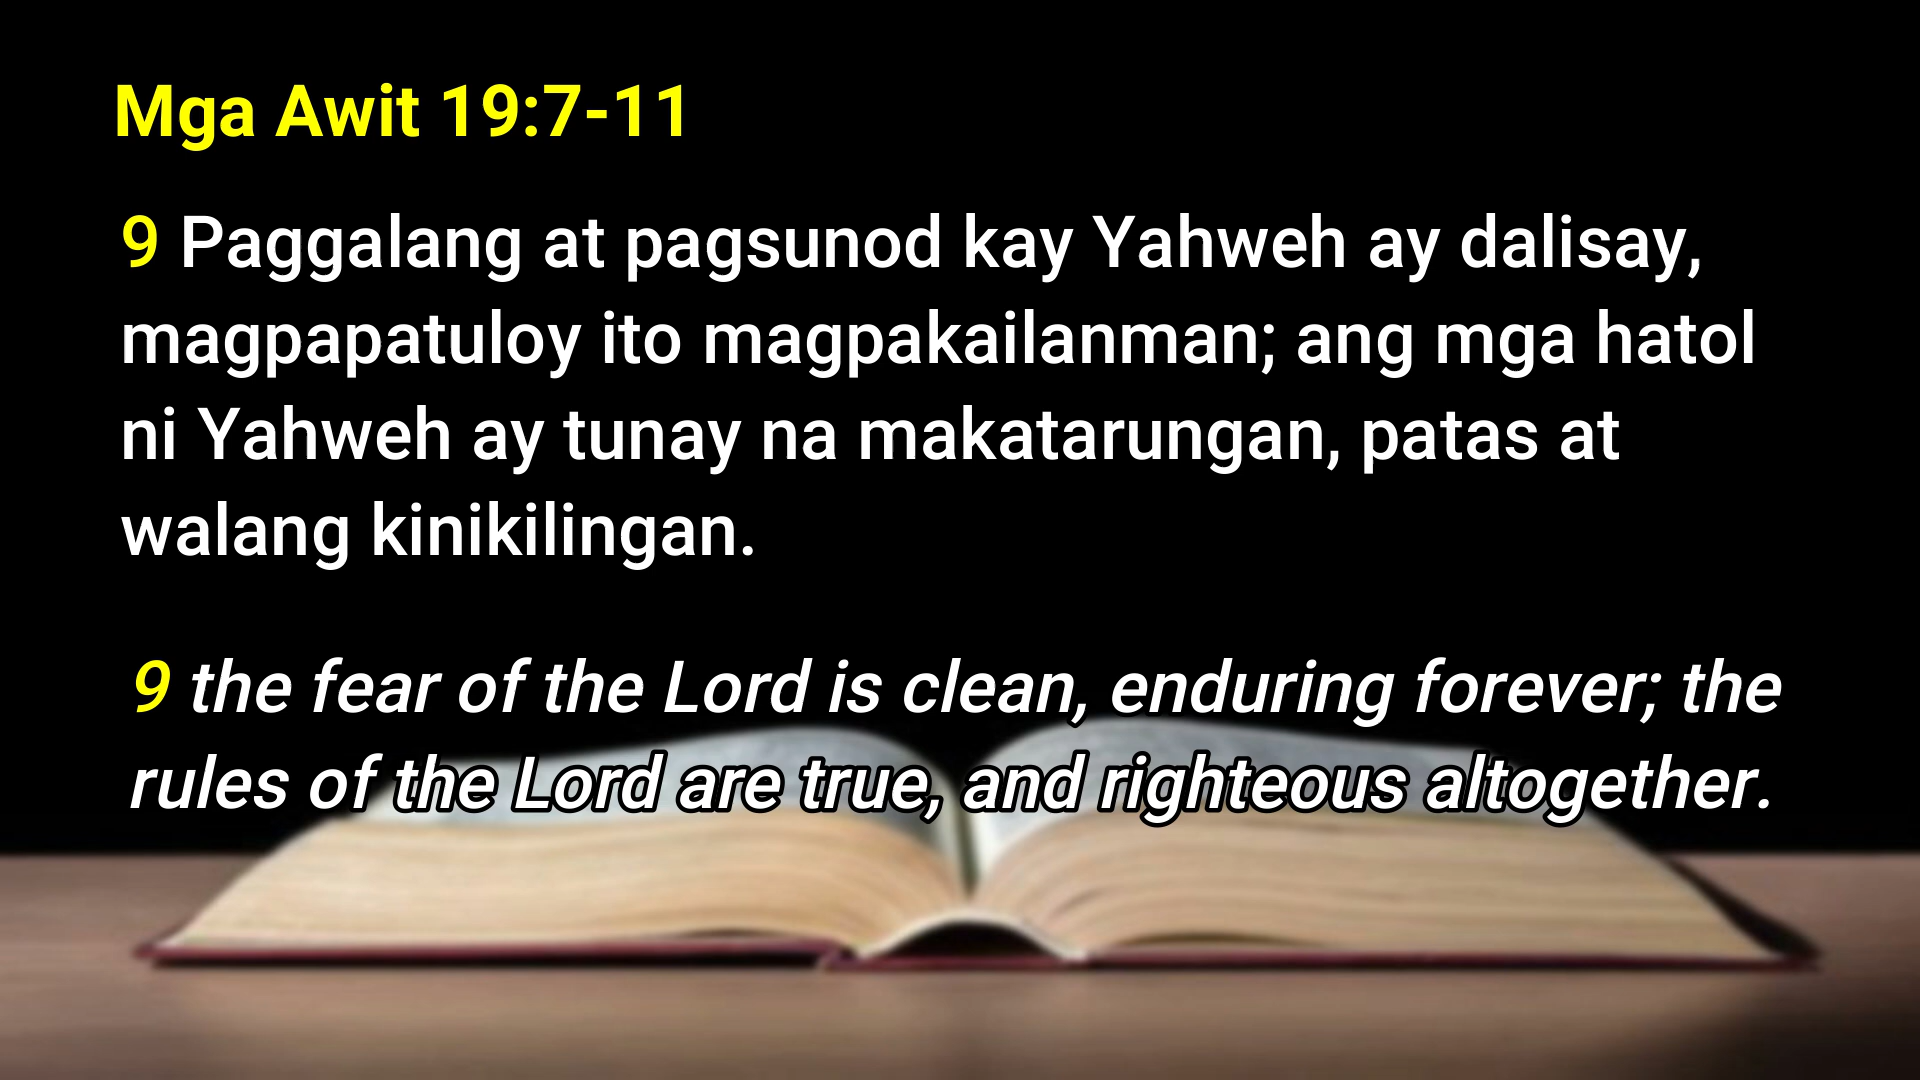 Mga Awit 19:7-11
9 Paggalang at pagsunod kay Yahweh ay dalisay,
magpapatuloy ito magpakailanman; ang mga hatol
ni Yahweh ay tunay na makatarungan, patas at
walang kinikilingan.
9 the fear of the Lord is clean, enduring forever; the
rules of the Lord are true, and righteous altogether.